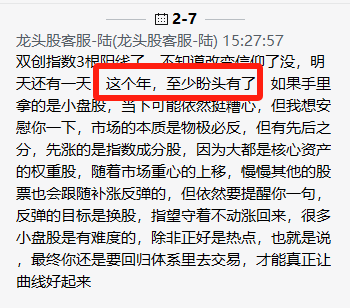 2-7
龙头股客服-陆(龙头股客服-陆) 15:27:57
双创指数3根阳线了，不知道改变信仰了没，明
天还有一天，这个年，至少盼头有了，如果手里
拿的是小盘股，当下可能依然挺糟心，但我想安
慰你一下，市场的本质是物极必反，但有先后之
分，先涨的是指数成分股，因为大都是核心资产
的权重股，随着市场重心的上移，慢慢其他的股
票也会跟随补涨反弹的，但依然要提醒你一句，
反弹的目标是换股，指望守着不动涨回来，很多
小盘股是有难度的，除非正好是热点，也就是说
，最终你还是要回归体系里去交易，才能真正让
曲线好起来